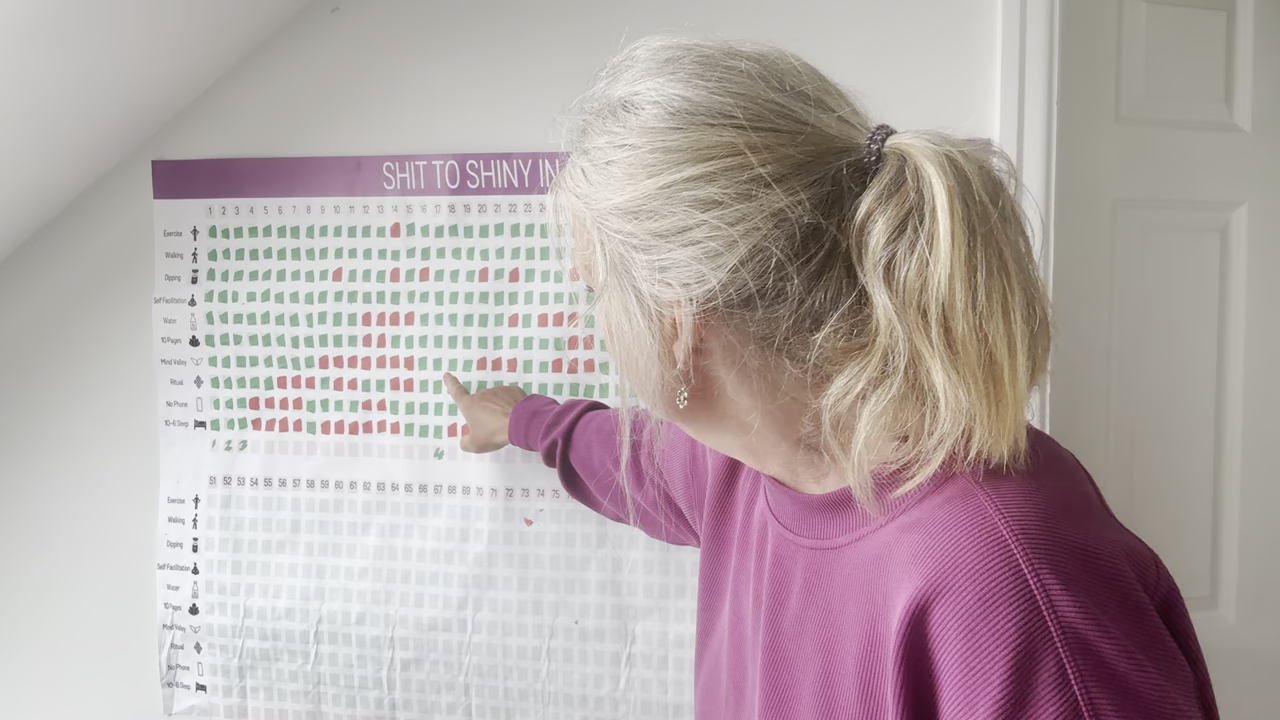 SHIT TO SHINY IN
1 2 3 4 5 6 7 8 9 10 11 12 13 14 15 16 17 18 19 20 21 22 23
Exercise
Walking
Dipping
Self Facilitation
Water
10 Pages
Mind Valley
Ritual
No Phone
10-6 Sleep
1 2 3 4
51 52 53 54 55 56 57 58 59 60 61 62 63 64 65 66 67 68 69 70 71 72 73 74 75
Exercise
Walking
Dipping
Self Facilitation
Water
10 Pages
Mind Valley
Ritual
No Phone
10-6 Sleep